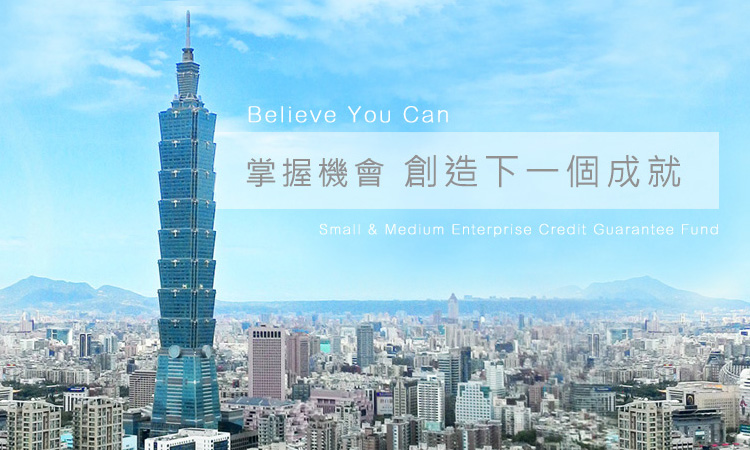 Believe You Can
掌握機會 創造下一個成就
Small & Medium Enterprise Credit Guarantee Fund